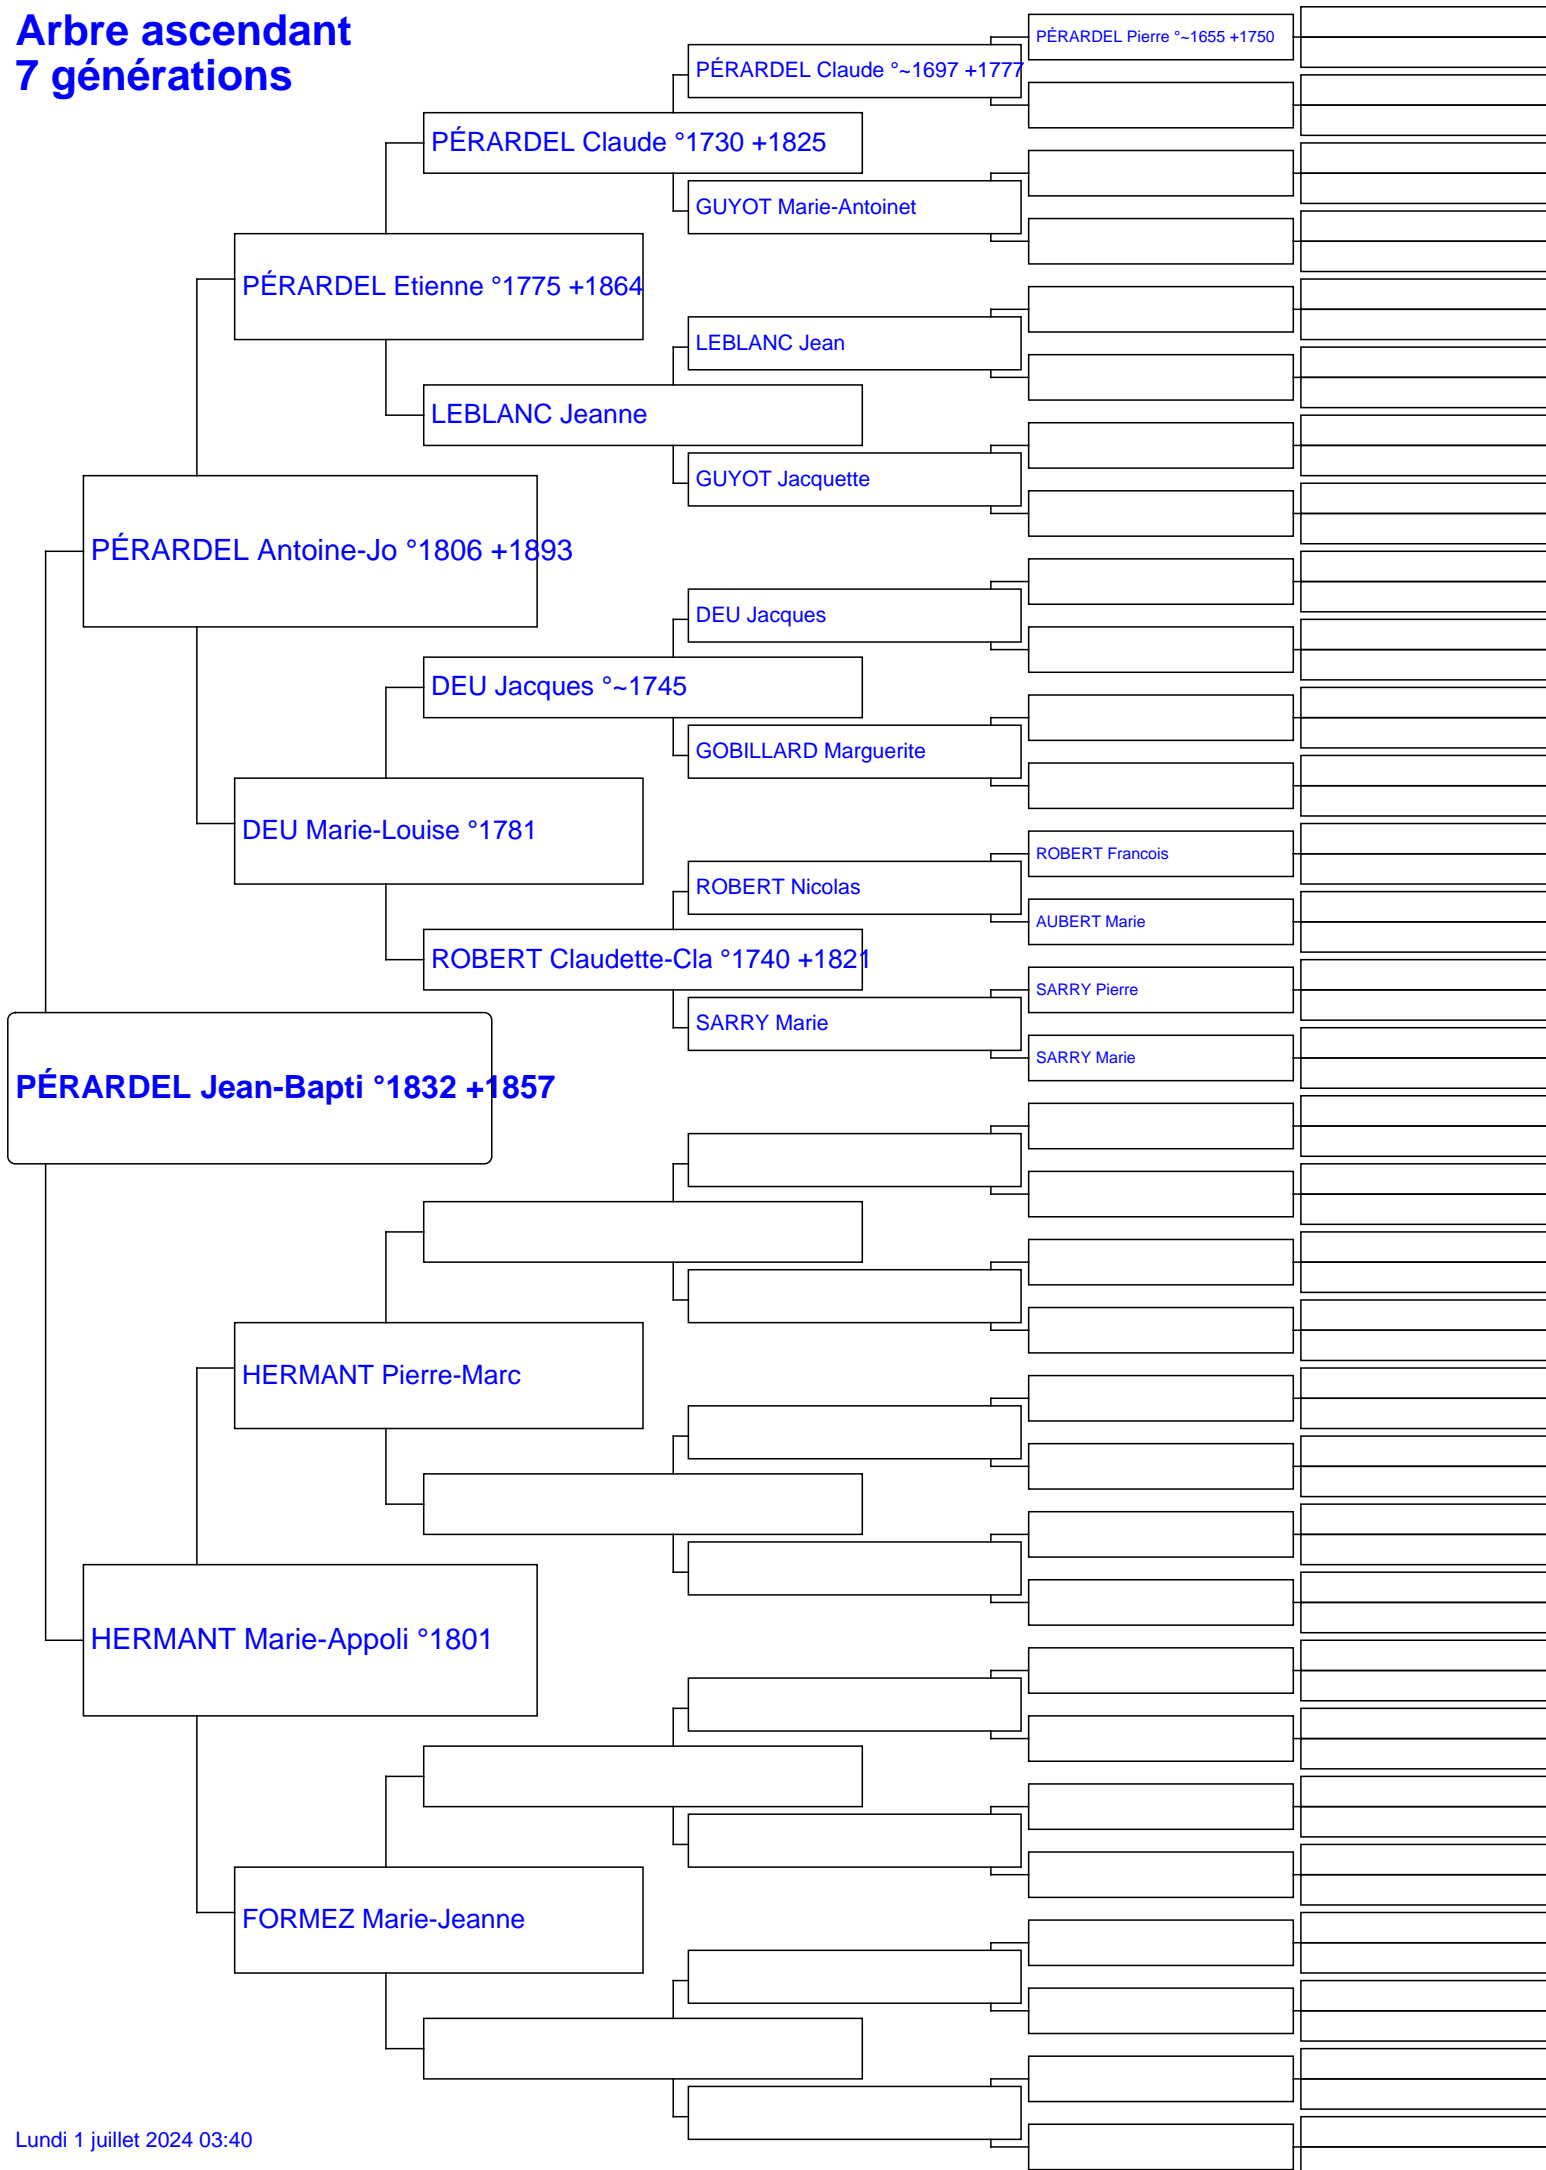 Arbre ascendant
7 générations
PÉRARDEL Pierre °~1655 +1750
PÉRARDEL Claude °~1697 +1777
PÉRARDEL Claude °1730 +1825
GUYOT Marie-Antoinet
PÉRARDEL Etienne °1775 +1864
LEBLANC Jean
LEBLANC Jeanne
GUYOT Jacquette
PÉRARDEL Antoine-Jo °1806 +1893
DEU Jacques
DEU Jacques °~1745
GOBILLARD Marguerite
DEU Marie-Louise °1781
ROBERT Francois
ROBERT Nicolas
AUBERT Marie
ROBERT Claudette-Cla °1740 +1821
SARRY Pierre
SARRY Marie
SARRY Marie
PÉRARDEL Jean-Bapti °1832 +1857
HERMANT Pierre-Marc
HERMANT Marie-Appoli °1801
FORMEZ Marie-Jeanne
Lundi 1 juillet 2024 03:40